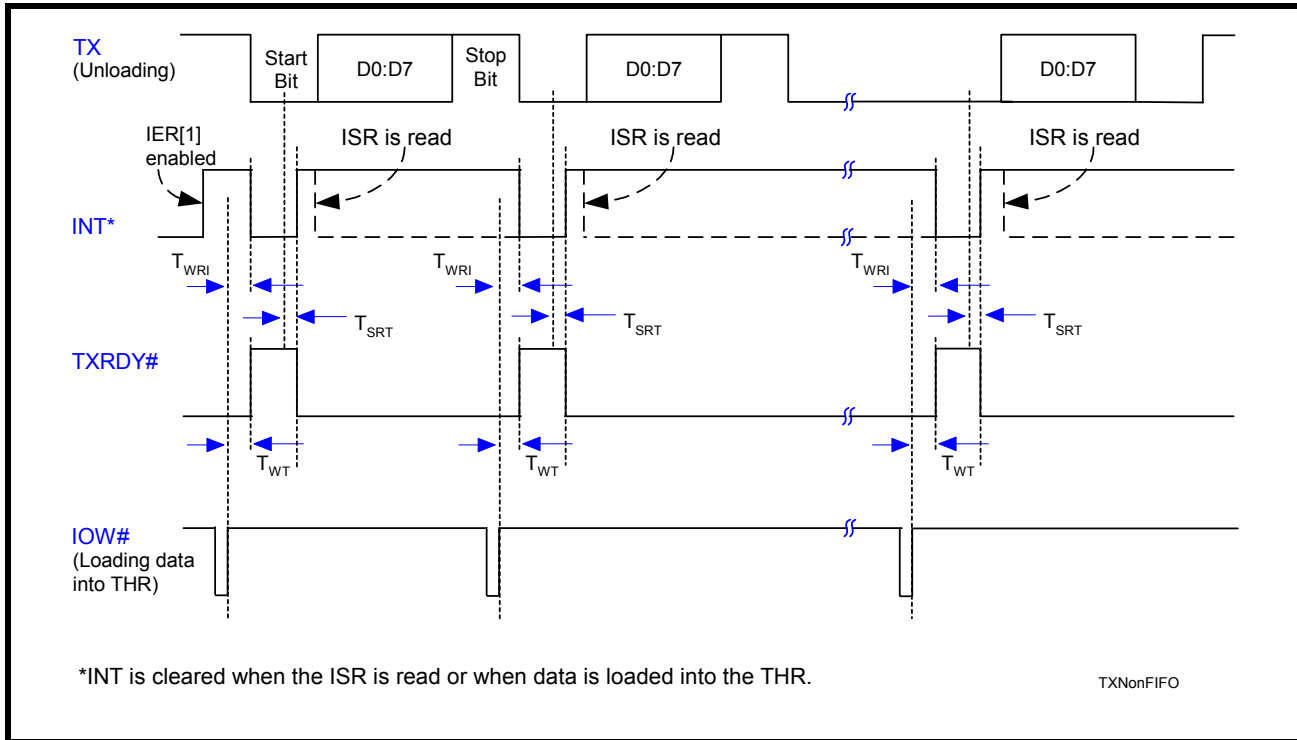 TX
(Unloading)
Start
Bit
D0:D7
Stop
Bit
D0:D7
D0:D7
IER[1]
enabled
ISR is read
ISR is read
ISR is read
INT*
TWRI
TWRI
TWRI
TSRT
TSRT
TSRT
TXRDY#
TWT
TWT
TWT
IOW#
(Loading data
into THR)
*INT is cleared when the ISR is read or when data is loaded into the THR.
TXNonFIFO